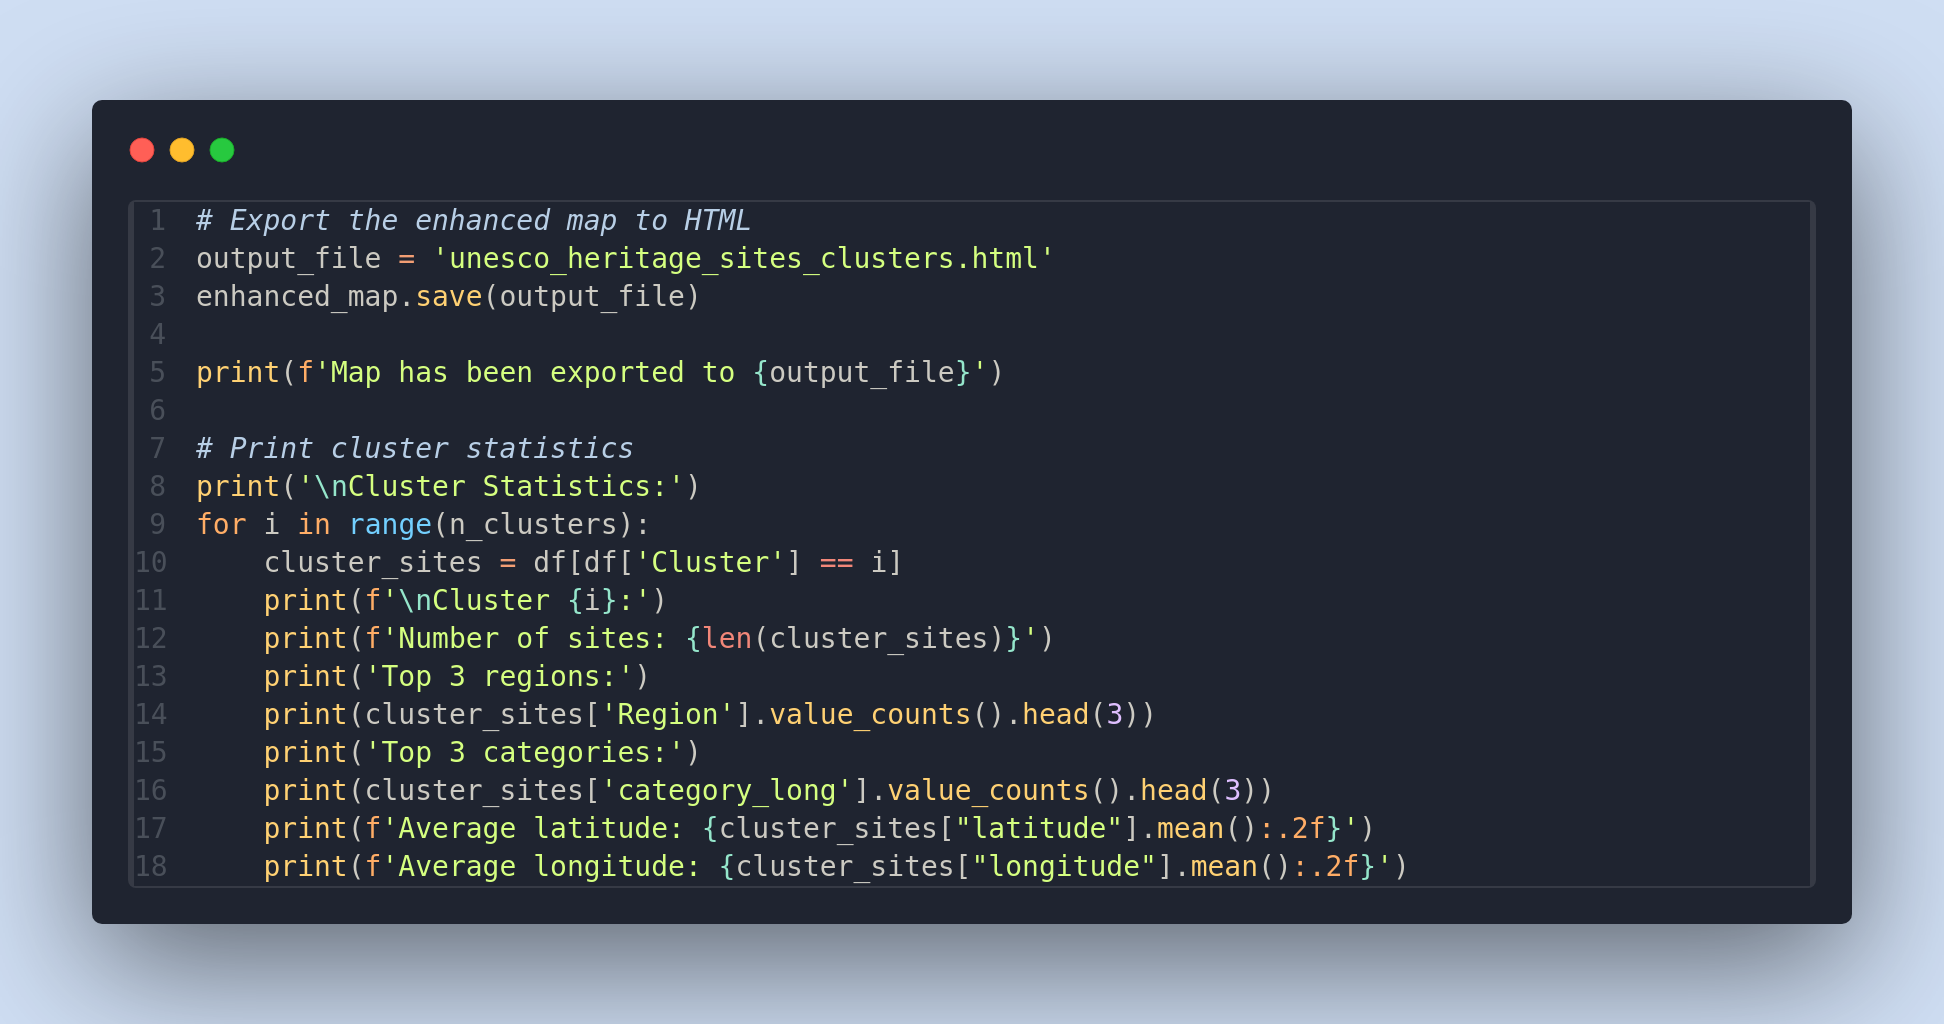 1 # Export the enhanced map to HTML
2 output_file = 'unesco_heritage_sites_clusters.html'
3 enhanced_map.save(output_file)
4
5 print(f'Map has been exported to {output_file}')
6
7 # Print cluster statistics
8 print('\nCluster Statistics:')
9 for i in range(n_clusters):
10     cluster_sites = df[df['Cluster'] == i]
11     print(f'\nCluster {i}:')
12     print(f'Number of sites: {len(cluster_sites)}')
13     print('Top 3 regions:')
14     print(cluster_sites['Region'].value_counts().head(3))
15     print('Top 3 categories:')
16     print(cluster_sites['category_long'].value_counts().head(3))
17     print(f'Average latitude: {cluster_sites["latitude"].mean():.2f}')
18     print(f'Average longitude: {cluster_sites["longitude"].mean():.2f}')